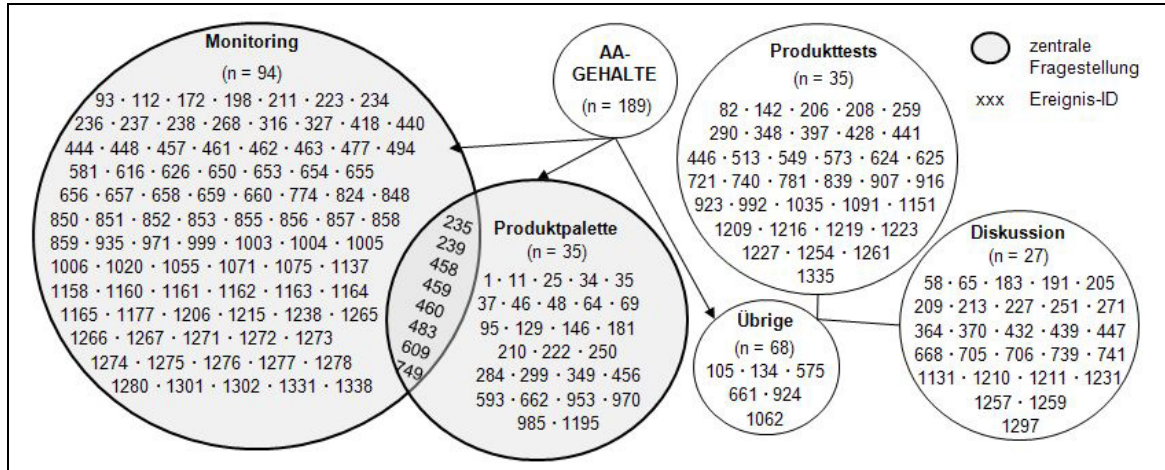 Monitoring
(n = 94)
93 · 112 · 172 · 198 · 211 · 223 · 234
236 · 237 · 238 · 268 · 316 · 327 · 418 · 440
444 · 448 · 457 · 461 · 462 · 463 · 477 · 494
581 · 616 · 626 · 650 · 653 · 654 · 655
656 · 657 · 658 · 659 · 660 · 774 · 824 · 848
850 · 851 · 852 · 853 · 855 · 856 · 857 · 858
859 · 935 · 971 · 999 · 1003 · 1004 · 1005
1006 · 1020 · 1055 · 1071 · 1075 · 1137
1158 · 1160 · 1161 · 1162 · 1163 · 1164
1165 · 1177 · 1206 · 1215 · 1238 · 1265
1266 · 1267 · 1271 · 1272 · 1273
1274 · 1275 · 1276 · 1277 · 1278
1280 · 1301 · 1302 · 1331 · 1338
235
239
458
459
460
483
609
749
AA-
GEHALTE
(n = 189)
Produktpalette
(n = 35)
1 · 11 · 25 · 34 · 35
37 · 46 · 48 · 64 · 69
95 · 129 · 146 · 181
210 · 222 · 250
284 · 299 · 349 · 456
593 · 662 · 953 · 970
985 · 1195
Produkttests
(n = 35)
82 · 142 · 206 · 208 · 259
290 · 348 · 397 · 428 · 441
446 · 513 · 549 · 573 · 624 · 625
721 · 740 · 781 · 839 · 907 · 916
923 · 992 · 1035 · 1091 · 1151
1209 · 1216 · 1219 · 1223
1227 · 1254 · 1261
1335
Übrige
(n = 68)
105 · 134 · 575
661 · 924
1062
Diskussion
(n = 27)
58 · 65 · 183 · 191 · 205
209 · 213 · 227 · 251 · 271
364 · 370 · 432 · 439 · 447
668 · 705 · 706 · 739 · 741
1131 · 1210 · 1211 · 1231
1257 · 1259
1297
zentrale
Fragestellung
xxx Ereignis-ID